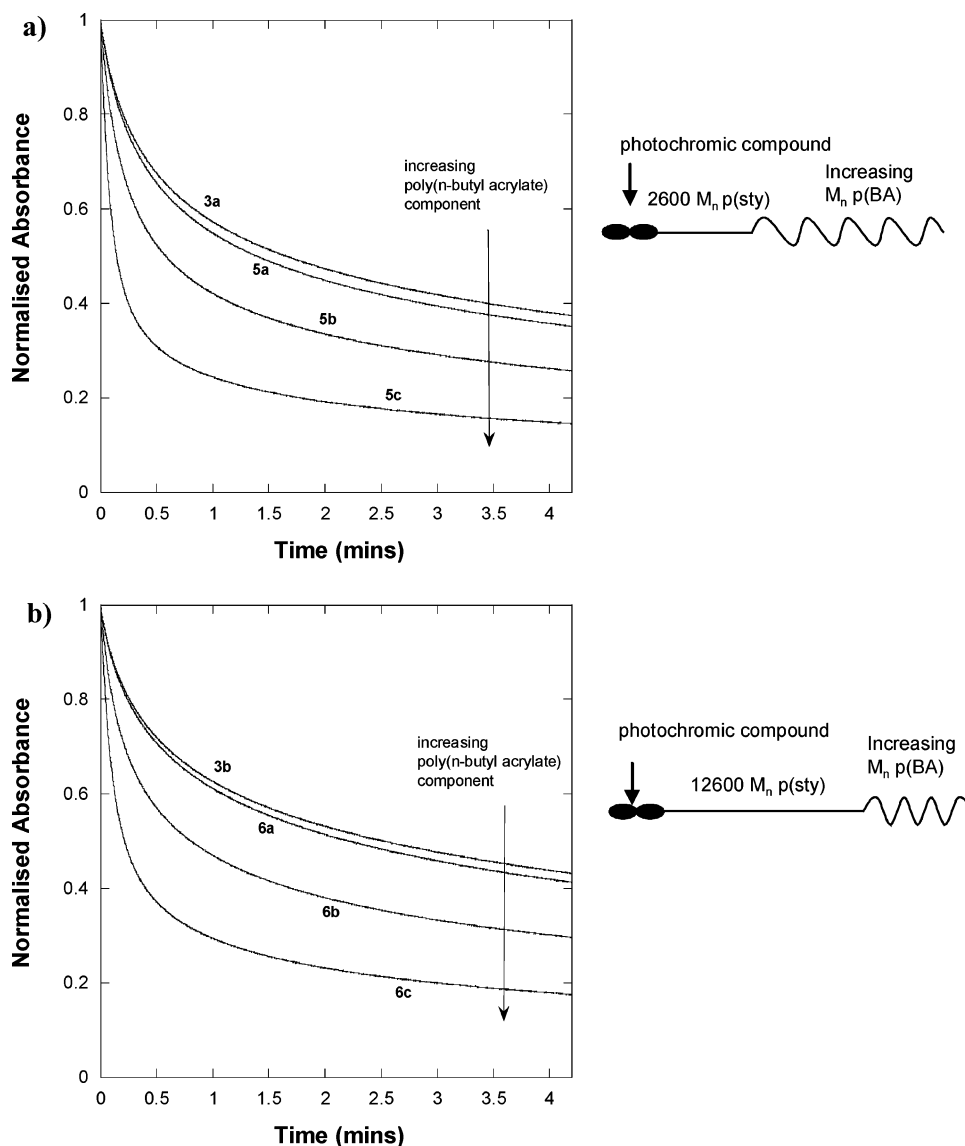 a)
1
0.8
0.6
0.4
0.2
0
Normalised Absorbance
3a
5a
5b
5c
increasing
poly(n-butyl acrylate)
component
0 0.5 1 1.5 2 2.5 3 3.5 4
Time (mins)
photochromic compound
2600 Mn p(sty)
Increasing
Mn p(BA)
b)
1
0.8
0.6
0.4
0.2
0
Normalised Absorbance
3b
6a
6b
6c
increasing
poly(n-butyl acrylate)
component
0 0.5 1 1.5 2 2.5 3 3.5 4
Time (mins)
photochromic compound
12600 Mn p(sty)
Increasing
Mn p(BA)